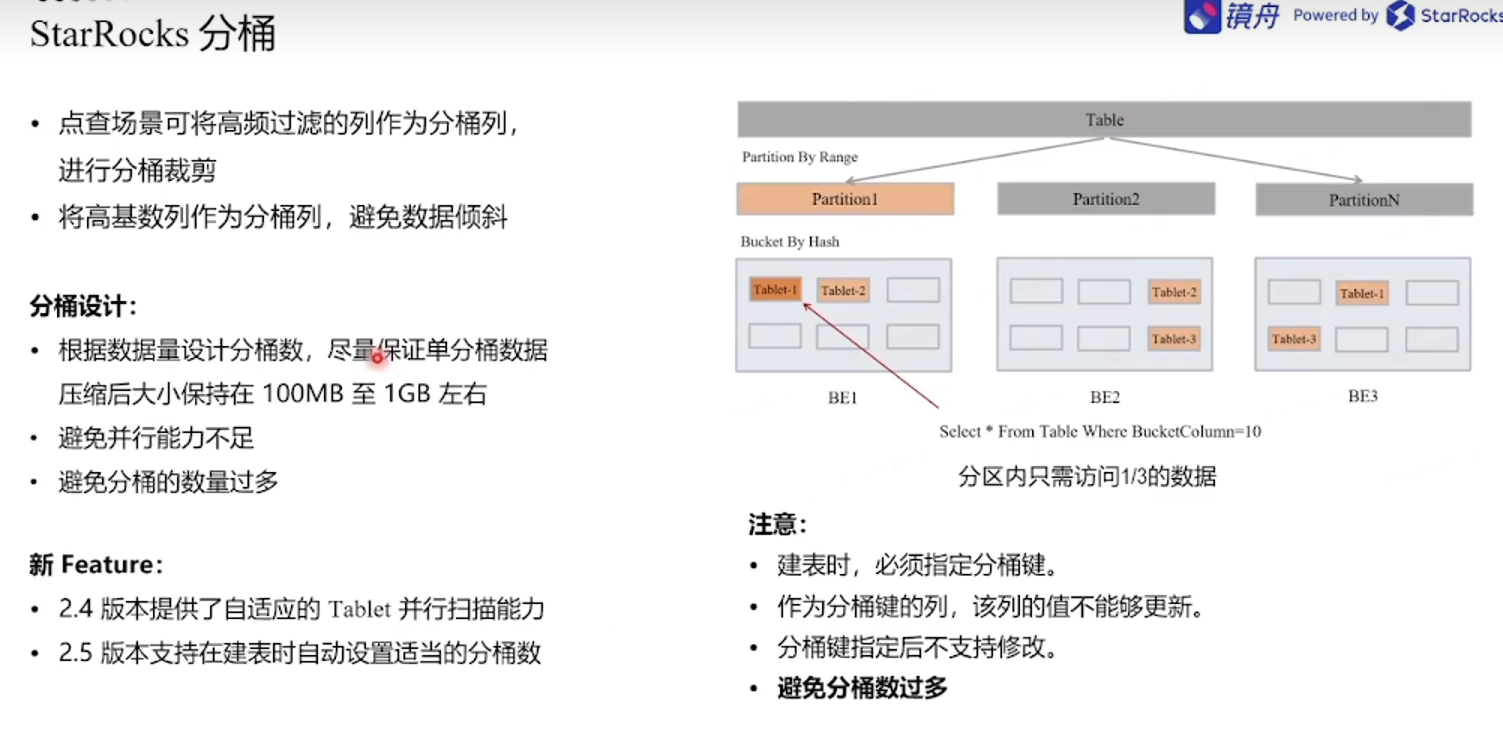 StarRocks 分桶
镜舟 Powered by StarRocks
• 点查场景可将高频过滤的列作为分桶列，
进行分桶裁剪
• 将高基数列作为分桶列，避免数据倾斜
分桶设计：
• 根据数据量设计分桶数，尽量保证单分桶数据
压缩后大小保持在 100MB 至 1GB 左右
• 避免并行能力不足
• 避免分桶的数量过多
新 Feature：
• 2.4 版本提供了自适应的 Tablet 并行扫描能力
• 2.5 版本支持在建表时自动设置适当的分桶数
Table
Partition By Range
Partition1 Partition2 PartitionN
Bucket By Hash
Tablet-1 Tablet-2
Tablet-2
Tablet-3
Tablet-1
Tablet-3
BE1 BE2 BE3
Select * From Table Where BucketColumn=10
分区内只需访问1/3的数据
注意：
• 建表时，必须指定分桶键。
• 作为分桶键的列，该列的值不能够更新。
• 分桶键指定后不支持修改。
• 避免分桶数过多